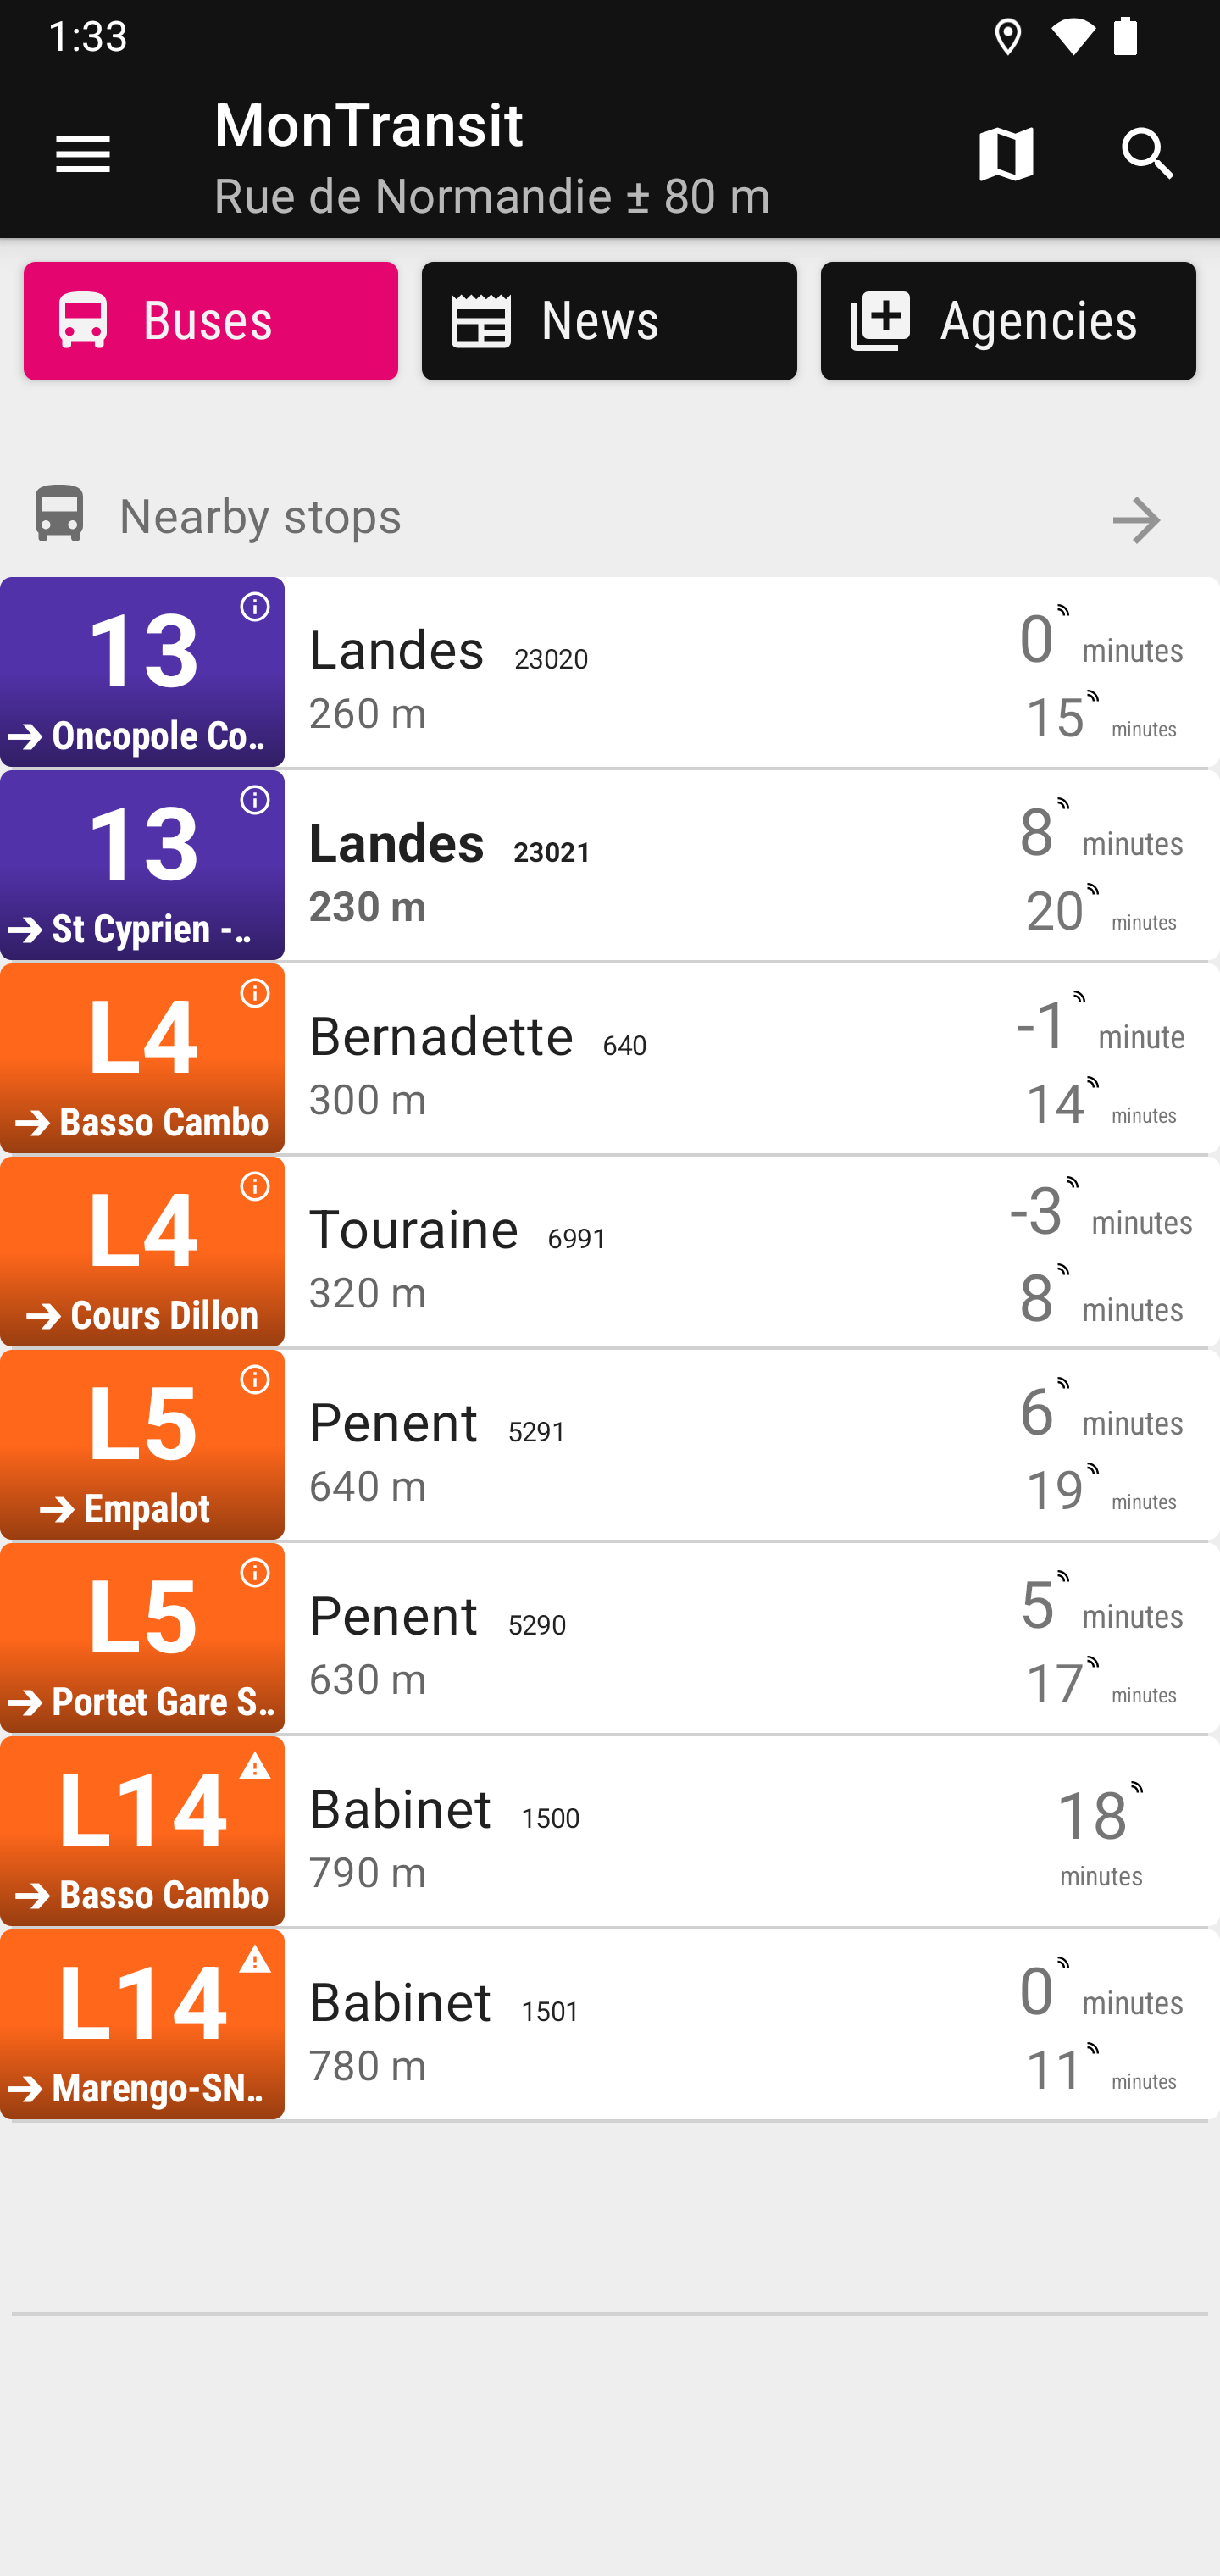 1:33
MonTransit
Rue de Normandie ± 80 m
Buses
News
Agencies
Nearby stops
13
→ Oncopole Co…
Landes 23020
260 m
0 minutes
15 minutes
13
→ St Cyprien -…
Landes 23021
230 m
8 minutes
20 minutes
L4
→ Basso Cambo
Bernadette 640
300 m
-1 minute
14 minutes
L4
→ Cours Dillon
Touraine 6991
320 m
-3 minutes
8 minutes
L5
→ Empalot
Penent 5291
640 m
6 minutes
19 minutes
L5
→ Portet Gare S…
Penent 5290
630 m
5 minutes
17 minutes
L14
→ Basso Cambo
Babinet 1500
790 m
18
minutes
L14
→ Marengo-SN…
Babinet 1501
780 m
0 minutes
11 minutes